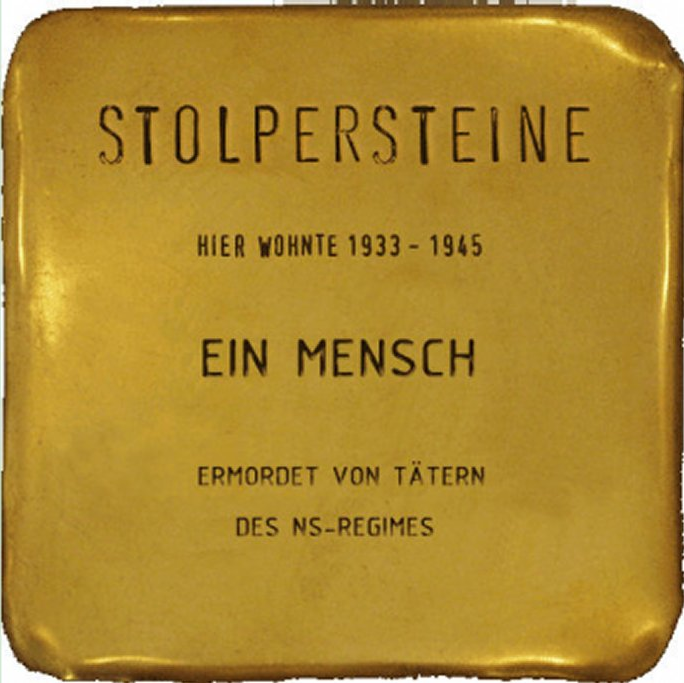 STOLPERSTEINE
HIER WOHNTE 1933 - 1945
EIN MENSCH
ERMORDET VON TÄTERN
DES NS-REGIMES